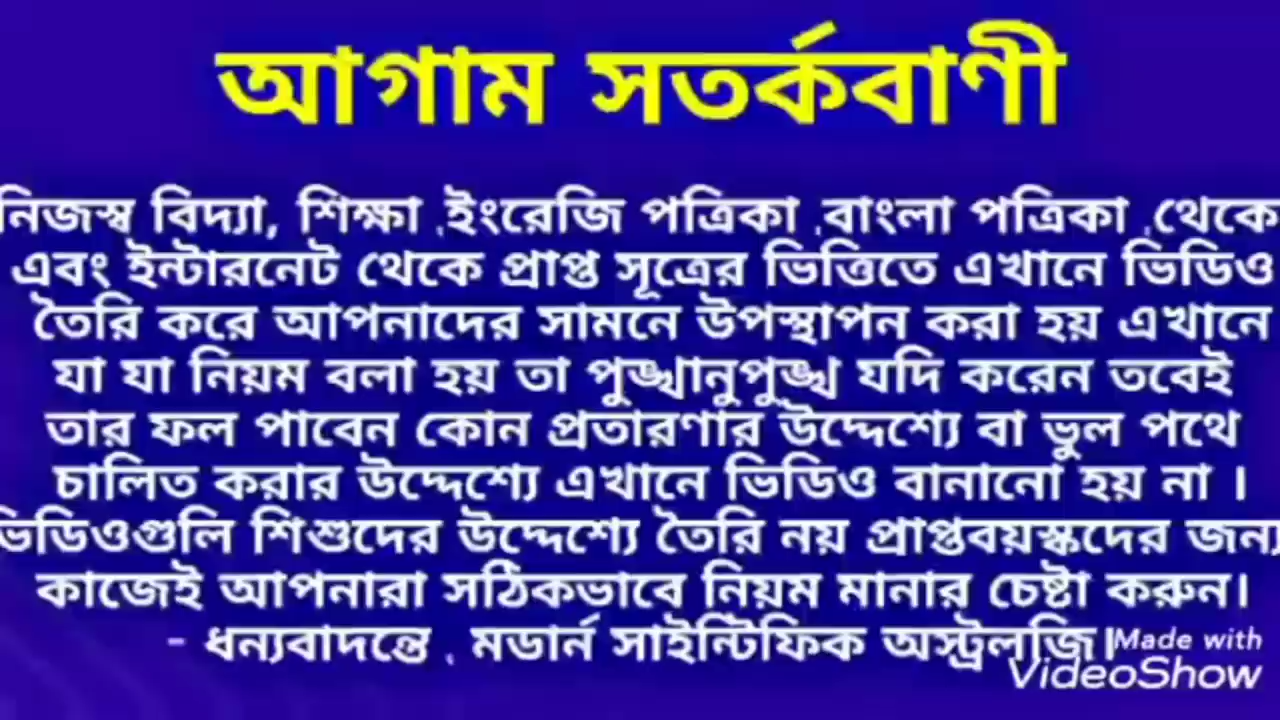 আগাম সতর্কবাণী
নিজস্ব বিদ্যা, শিক্ষা ,ইংরেজি পত্রিকা ,বাংলা পত্রিকা ,থেকে
এবং ইন্টারনেট থেকে প্রাপ্ত সূত্রের ভিত্তিতে এখানে ভিডিও
তৈরি করে আপনাদের সামনে উপস্থাপন করা হয় এখানে
যা যা নিয়ম বলা হয় তা পুঙ্খানুপুঙ্খ যদি করেন তবেই
তার ফল পাবেন কোন প্রতারণার উদ্দেশ্যে বা ভুল পথে
চালিত করার উদ্দেশ্যে এখানে ভিডিও বানানো হয় না ।
ভিডিওগুলি শিশুদের উদ্দেশ্যে তৈরি নয় প্রাপ্তবয়স্কদের জন্য
কাজেই আপনারা সঠিকভাবে নিয়ম মানার চেষ্টা করুন।
- ধন্যবাদন্তে , মডার্ন সাইন্টিফিক অস্ট্রলজি।
Made with
VideoShow